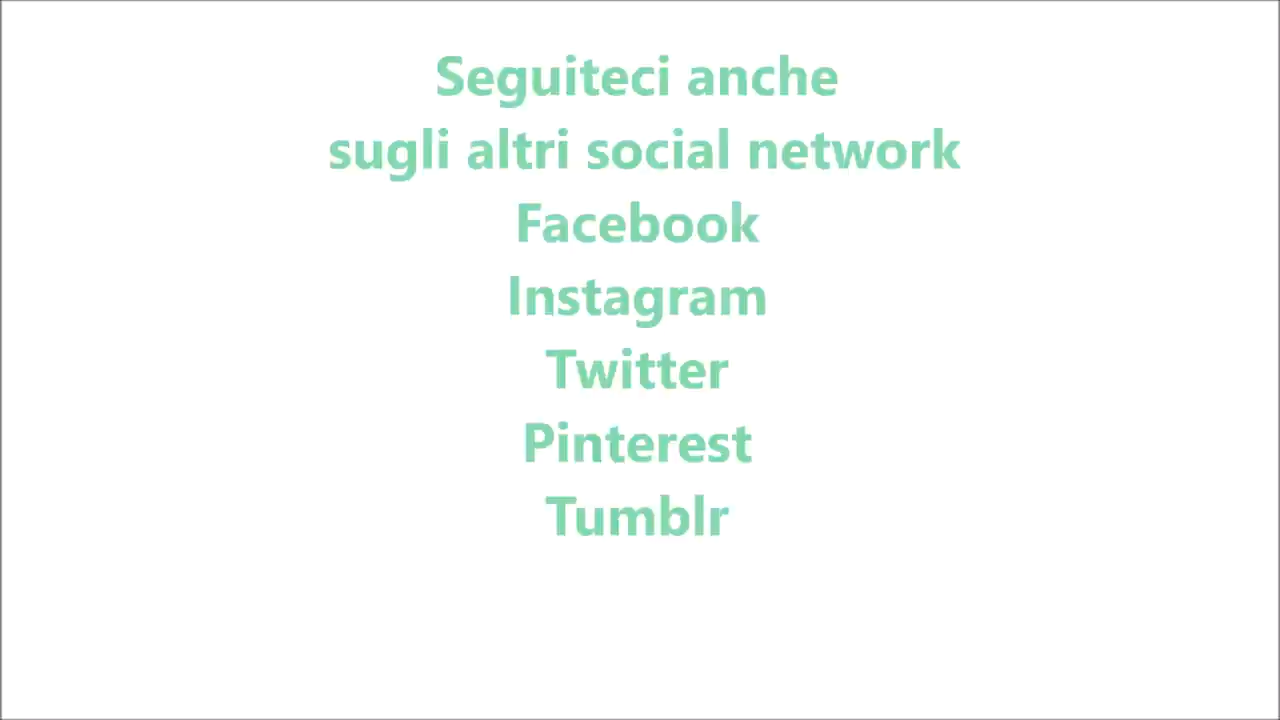 Seguiteci anche
sugli altri social network
Facebook
Instagram
Twitter
Pinterest
Tumblr